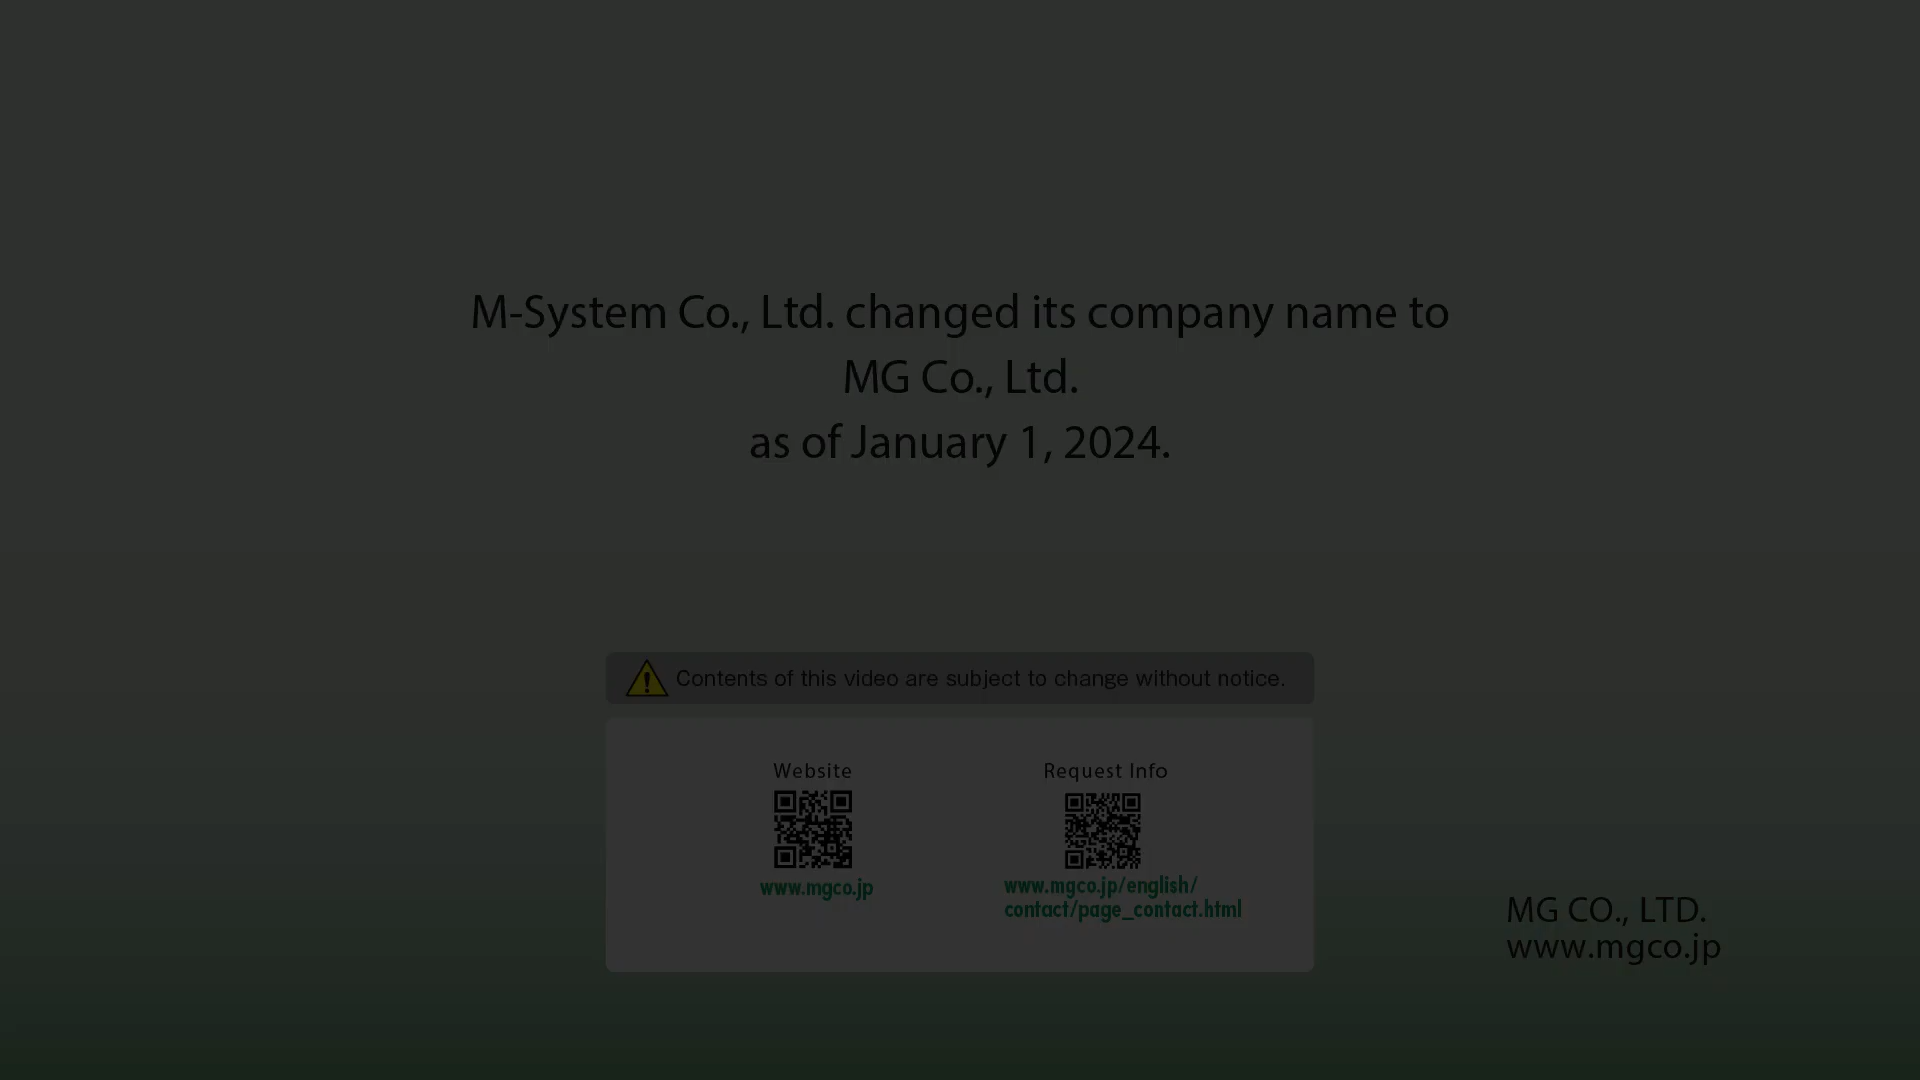 M-System Co., Ltd. changed its company name to
MG Co., Ltd.
as of January 1, 2024.
Contents of this video are subject to change without notice.
Website
www.mgco.jp
Request Info
www.mgco.jp/english/
contact/page_contact.html
MG CO., LTD.
www.mgco.jp